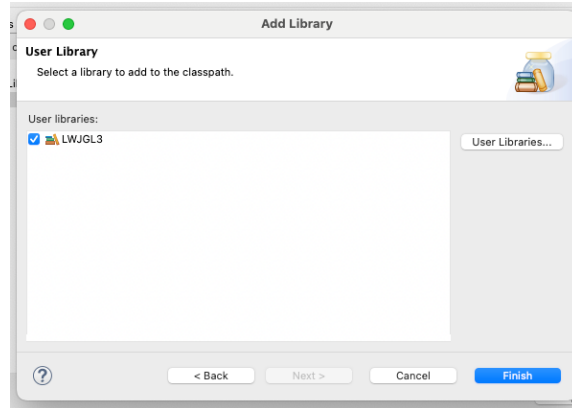 Add Library
User Library
Select a library to add to the classpath.
User libraries:
LWJGL3
User Libraries...
?
< Back
Next >
Cancel
Finish